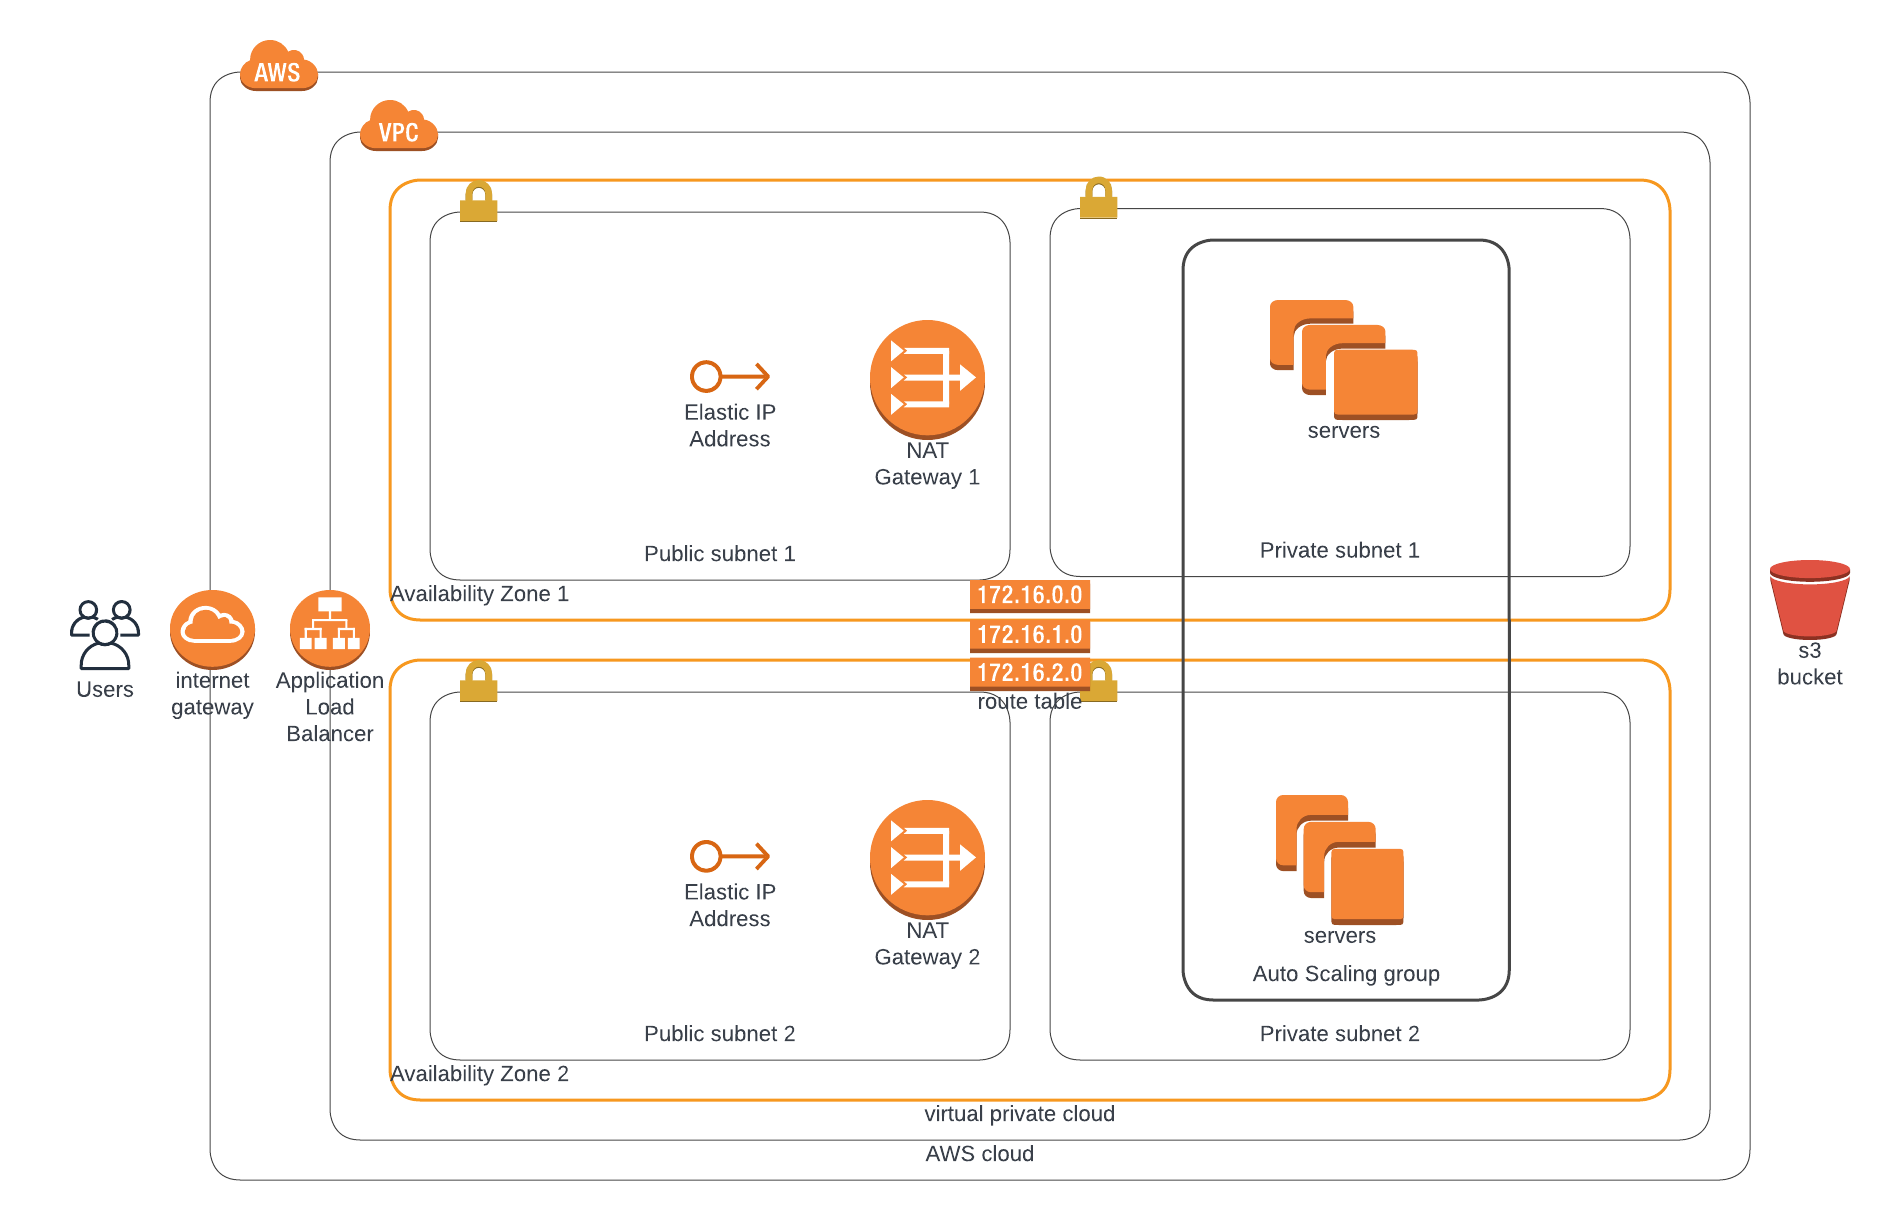 AWS
VPC
Elastic IP
Address
NAT
Gateway 1
servers
Public subnet 1
Private subnet 1
Availability Zone 1
172.16.0.0
172.16.1.0
172.16.2.0
route table
Users
internet
gateway
Application
Load
Balancer
s3
bucket
Elastic IP
Address
NAT
Gateway 2
servers
Auto Scaling group
Public subnet 2
Private subnet 2
Availability Zone 2
virtual private cloud
AWS cloud